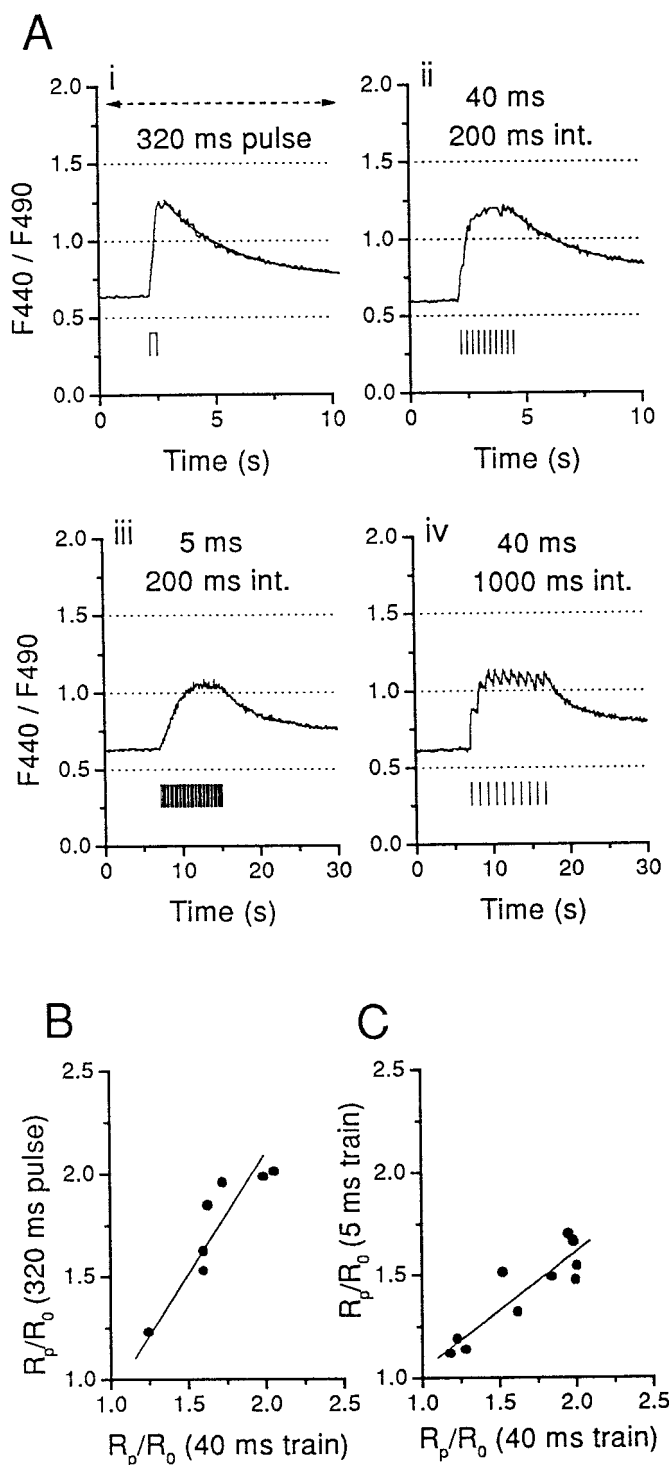 A
i
320 ms pulse
F440 / F490
2.0
1.5
1.0
0.5
0.0
0
5
10
Time (s)
ii
40 ms
200 ms int.
2.0
1.5
1.0
0.5
0.0
0
5
10
Time (s)
iii
5 ms
200 ms int.
F440 / F490
2.0
1.5
1.0
0.5
0.0
0
10
20
30
Time (s)
iv
40 ms
1000 ms int.
2.0
1.5
1.0
0.5
0.0
0
10
20
30
Time (s)
B
Rp/R0 (320 ms pulse)
2.5
2.0
1.5
1.0
1.0
1.5
2.0
2.5
Rp/R0 (40 ms train)
C
Rp/R0 (5 ms train)
2.5
2.0
1.5
1.0
1.0
1.5
2.0
2.5
Rp/R0 (40 ms train)